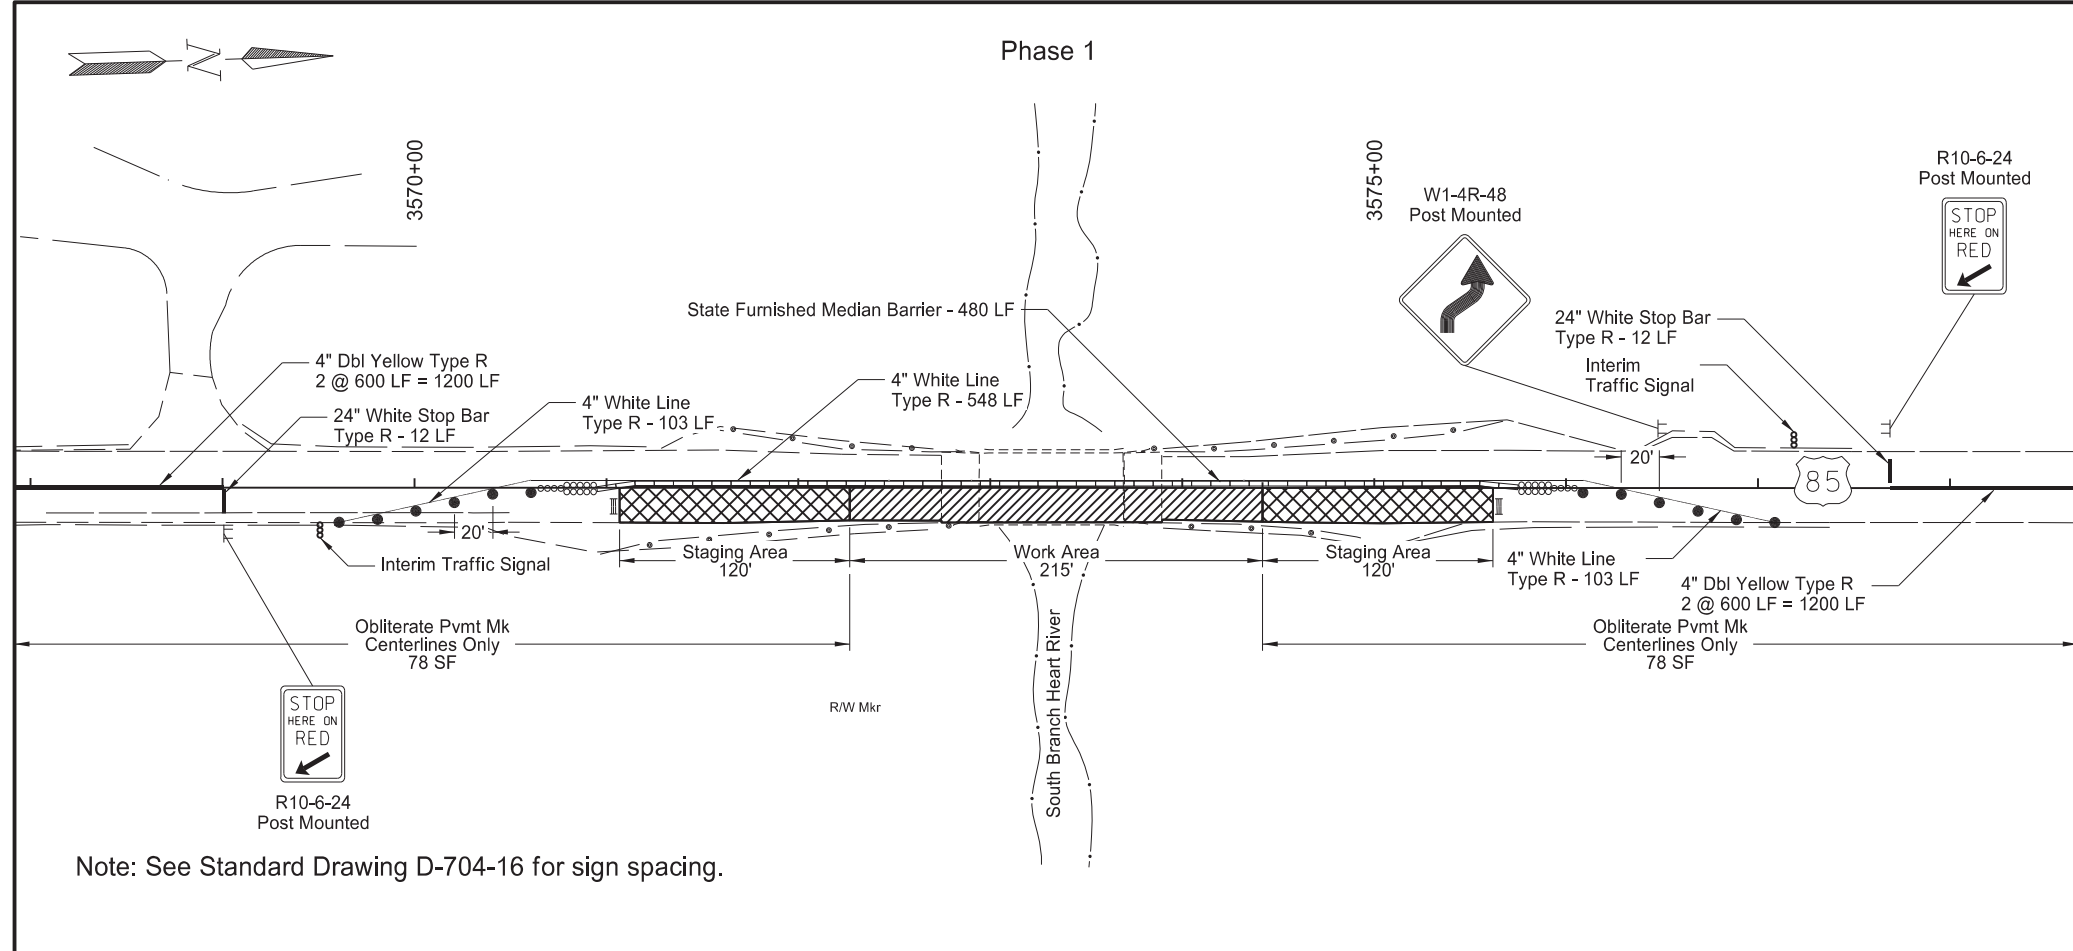 Phase 1
N
3570+00
3575+00
W1-4R-48
Post Mounted
R10-6-24
Post Mounted
STOP
HERE ON
RED
State Furnished Median Barrier - 480 LF
24" White Stop Bar
Type R - 12 LF
Interim
Traffic Signal
4" Dbl Yellow Type R
2 @ 600 LF = 1200 LF
24" White Stop Bar
Type R - 12 LF
4" White Line
Type R - 103 LF
4" White Line
Type R - 548 LF
20'
85
20'
Interim Traffic Signal
Staging Area
120'
Work Area
215'
Staging Area
120'
4" White Line
Type R - 103 LF
4" Dbl Yellow Type R
2 @ 600 LF = 1200 LF
Obliterate Pvmt Mk
Centerlines Only
78 SF
Obliterate Pvmt Mk
Centerlines Only
78 SF
South Branch Heart River
R/W Mkr
STOP
HERE ON
RED
R10-6-24
Post Mounted
Note: See Standard Drawing D-704-16 for sign spacing.